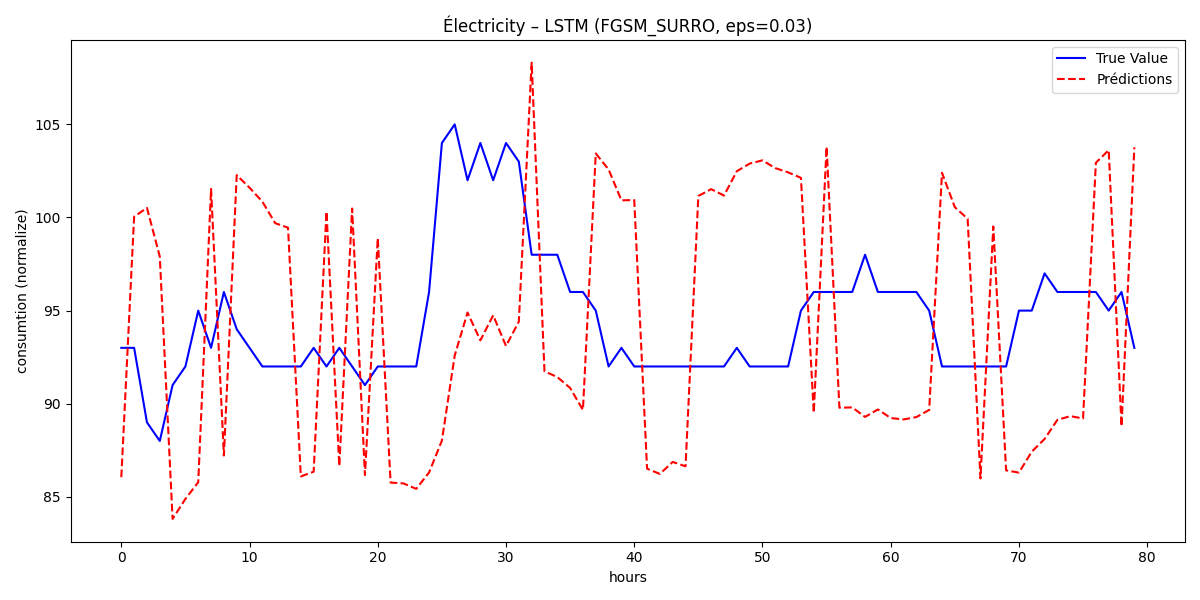 Électricity – LSTM (FGSM_SURRO, eps=0.03)
True Value
Prédictions
consumtion (normalize)
105
100
95
90
85
0 10 20 30 40 50 60 70 80
hours